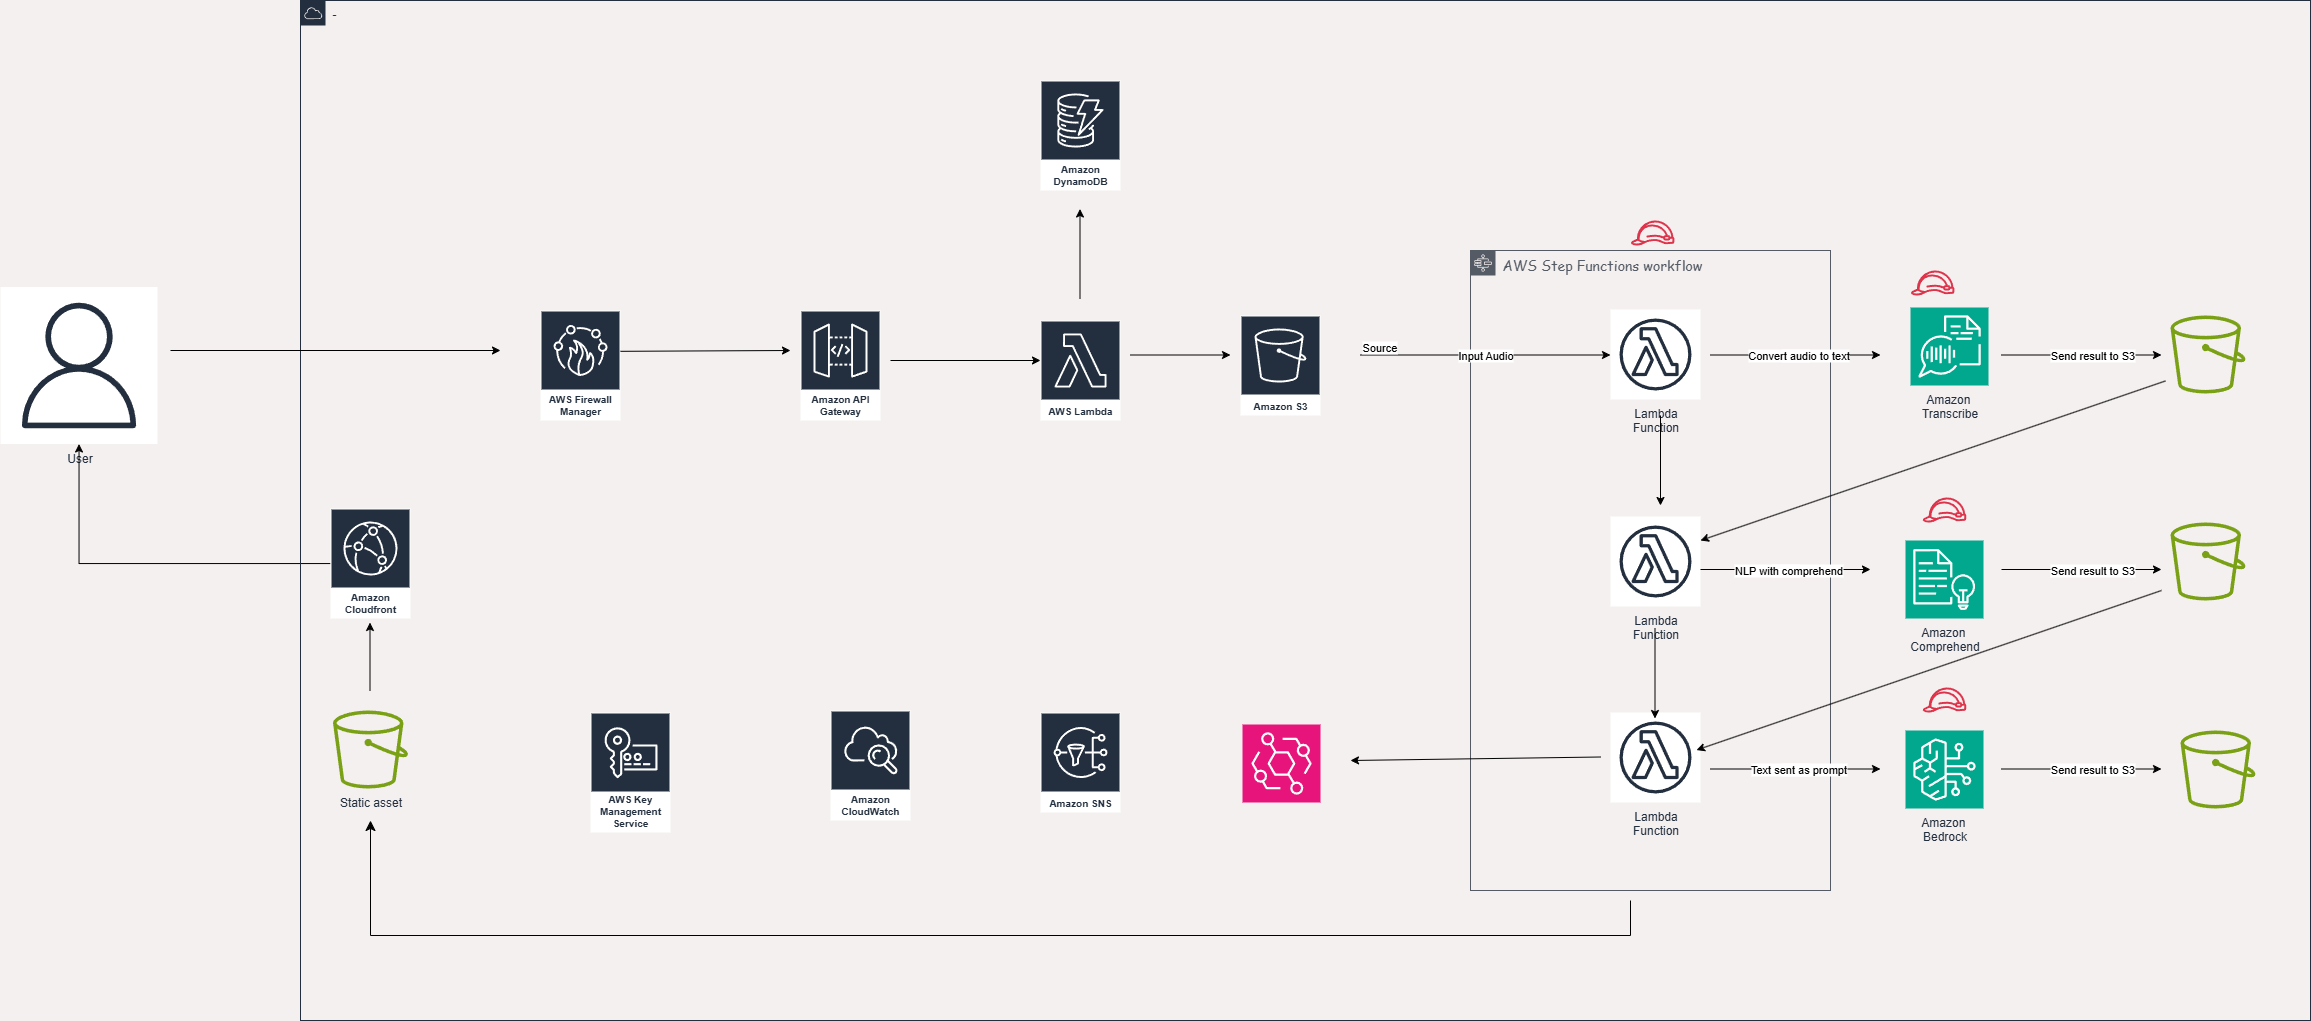 -
Amazon
DynamoDB
AWS Step Functions workflow
User
AWS Firewall
Manager
Amazon API
Gateway
AWS Lambda
Amazon S3
Source
Input Audio
Lambda
Function
Convert audio to text
Amazon
Transcribe
Send result to S3
Amazon
Cloudfront
Lambda
Function
NLP with comprehend
Amazon
Comprehend
Send result to S3
Static asset
AWS Key
Management
Service
Amazon
CloudWatch
Amazon SNS
Lambda
Function
Text sent as prompt
Amazon
Bedrock
Send result to S3